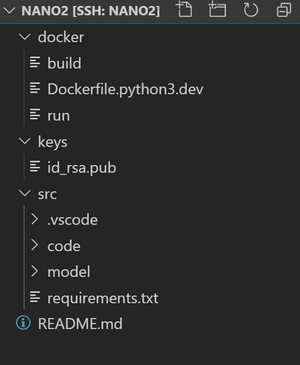 NANO2 [SSH: NANO2]
docker
build
Dockerfile.python3.dev
run
keys
id_rsa.pub
src
.vscode
code
model
requirements.txt
README.md